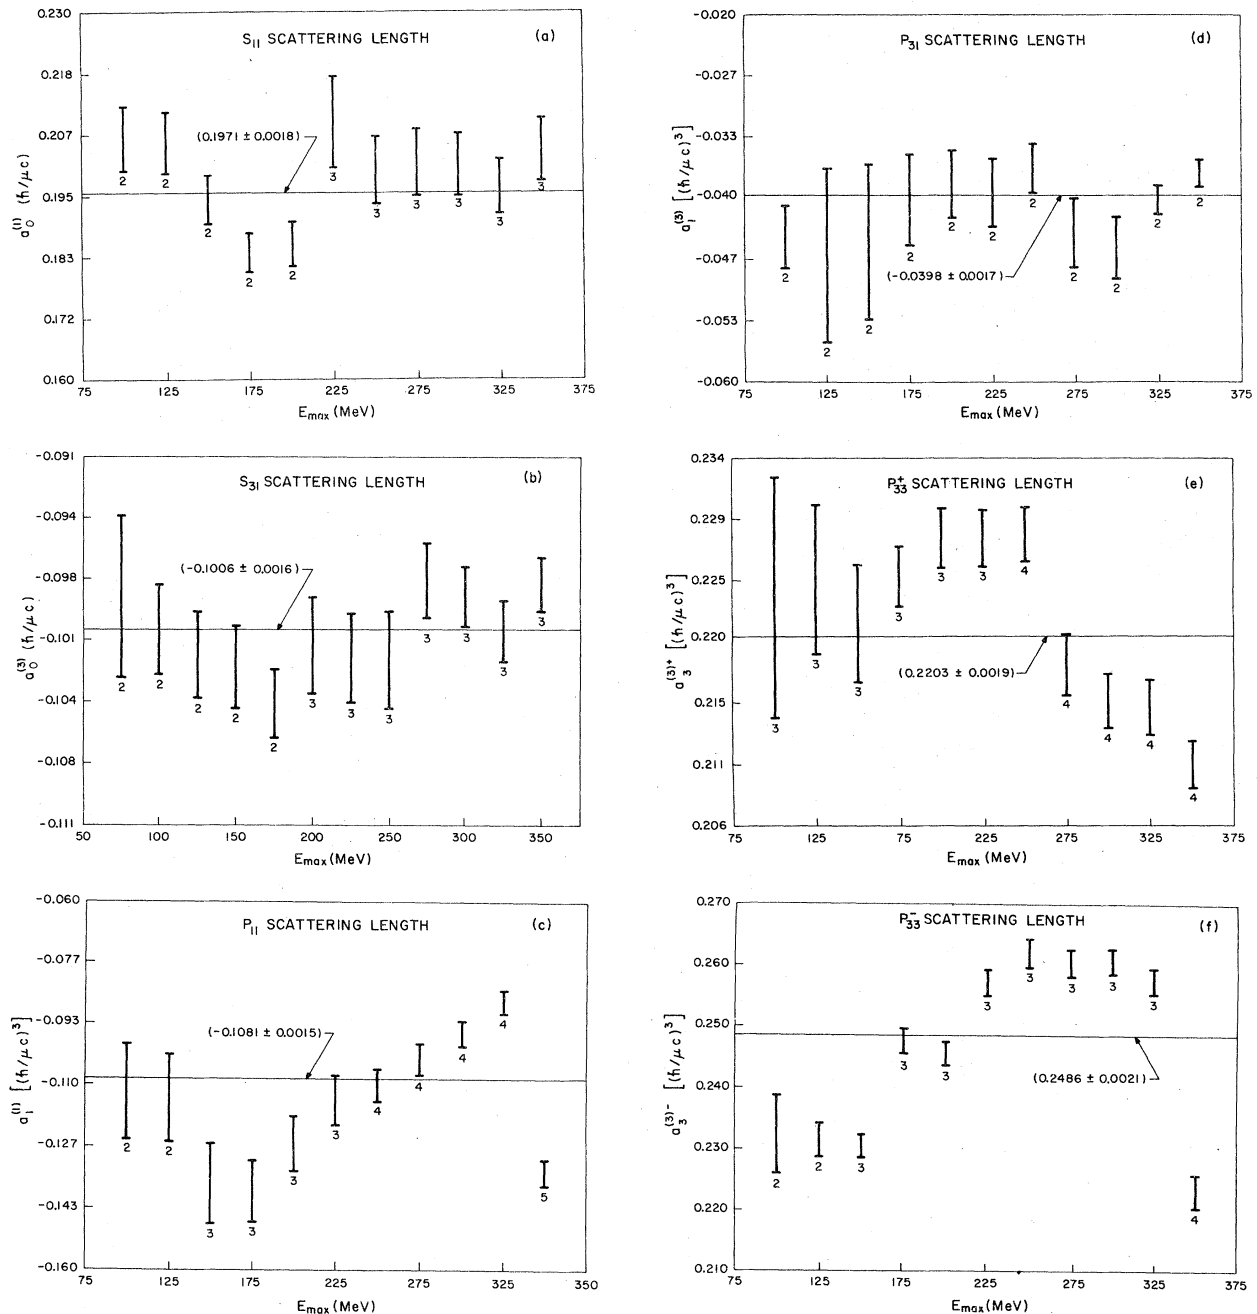 S11 SCATTERING LENGTH (a)
0.230
0.218
0.207
0.195
0.183
0.172
0.160
a0(1) (ħ/μc)
(0.1971 ± 0.0018)
2 2 2 2 2 3 3 3 3 3 3
75 125 175 225 275 325 375
Emax (MeV)
S31 SCATTERING LENGTH (b)
-0.091
-0.094
-0.098
-0.101
-0.104
-0.108
-0.111
a0(3) (ħ/μc)
(-0.1006 ± 0.0016)
2 2 2 2 2 3 3 3 3 3 3 3
50 100 150 200 250 300 350
Emax (MeV)
P11 SCATTERING LENGTH (c)
-0.060
-0.077
-0.093
-0.110
-0.127
-0.143
-0.160
a1(1) [(ħ/μc)3]
(-0.1081 ± 0.0015)
2 2 3 3 3 3 4 4 4 4 5
75 125 175 225 275 325 350
Emax (MeV)
P31 SCATTERING LENGTH (d)
-0.020
-0.027
-0.033
-0.040
-0.047
-0.053
-0.060
a1(3) [(ħ/μc)3]
(-0.0398 ± 0.0017)
2 2 2 2 2 2 2 2 2 2 2
75 125 175 225 275 325 375
Emax (MeV)
P33+ SCATTERING LENGTH (e)
0.234
0.229
0.225
0.220
0.215
0.211
0.206
a3(3)+ [(ħ/μc)3]
(0.2203 ± 0.0019)
3 3 3 3 3 3 4 4 4 4 4
75 125 75 225 275 325 375
Emax (MeV)
P33- SCATTERING LENGTH (f)
0.270
0.260
0.250
0.240
0.230
0.220
0.210
a3(3)- [(ħ/μc)3]
(0.2486 ± 0.0021)
2 2 3 3 3 3 3 3 3 3 4
75 125 175 225 275 325 375
Emax (MeV)